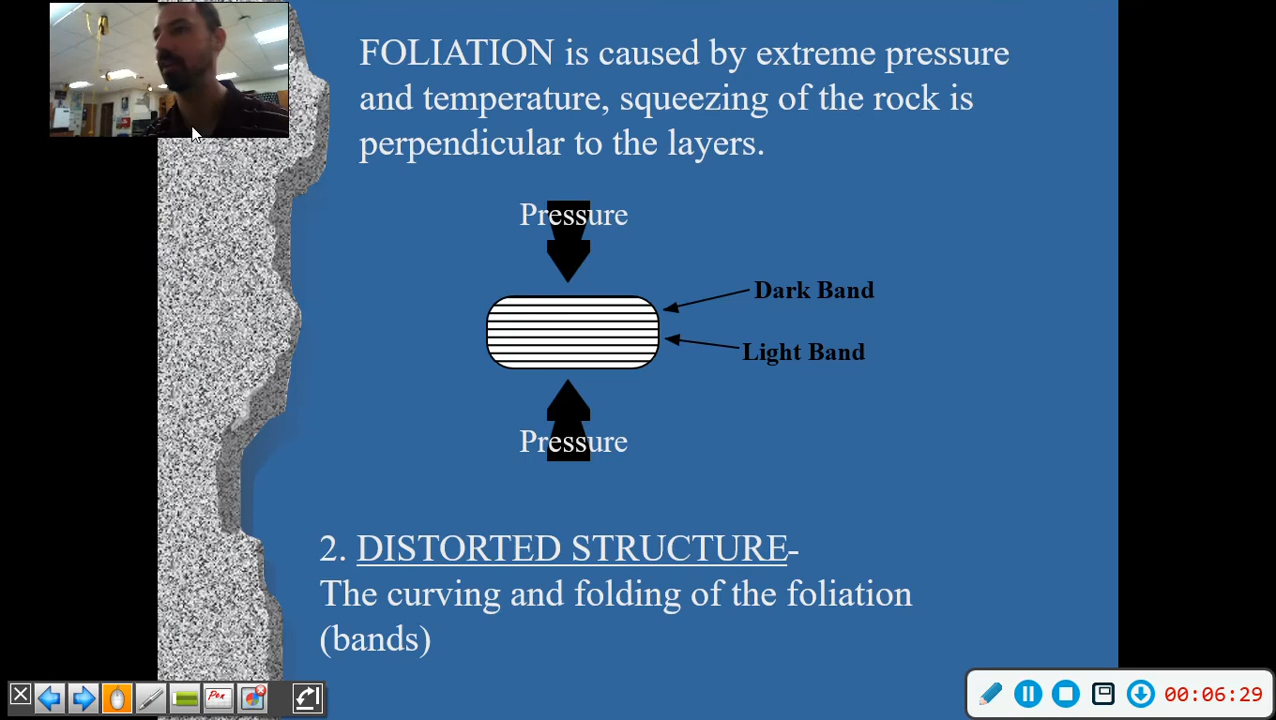 FOLIATION is caused by extreme pressure
and temperature, squeezing of the rock is
perpendicular to the layers.
Pressure
Dark Band
Light Band
Pressure
2. DISTORTED STRUCTURE-
The curving and folding of the foliation
(bands)
Pen
00:06:29